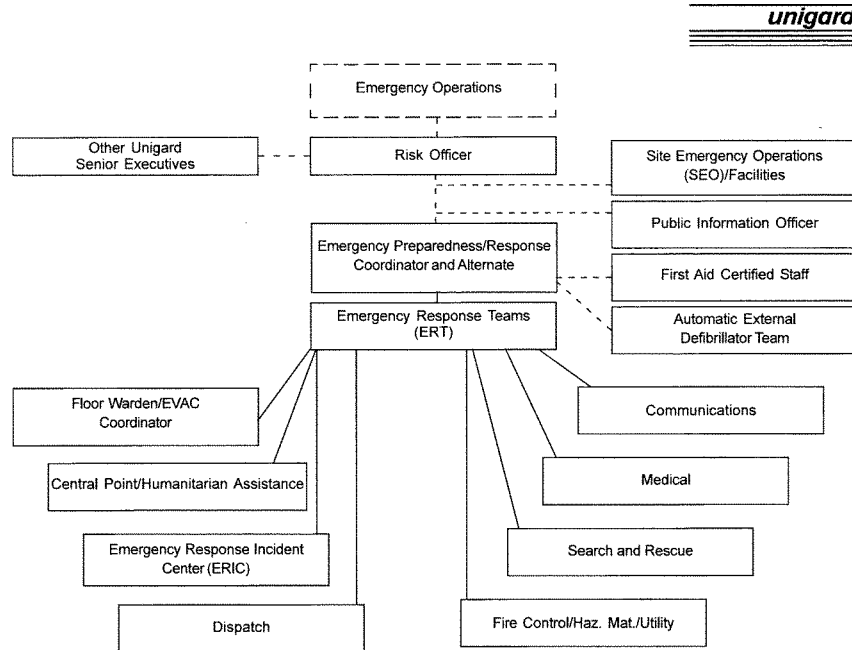 unigard
Emergency Operations
Other Unigard
Senior Executives
Risk Officer
Site Emergency Operations
(SEO)/Facilities
Public Information Officer
Emergency Preparedness/Response
Coordinator and Alternate
First Aid Certified Staff
Emergency Response Teams
(ERT)
Automatic External
Defibrillator Team
Floor Warden/EVAC
Coordinator
Communications
Central Point/Humanitarian Assistance
Medical
Emergency Response Incident
Center (ERIC)
Search and Rescue
Dispatch
Fire Control/Haz. Mat./Utility